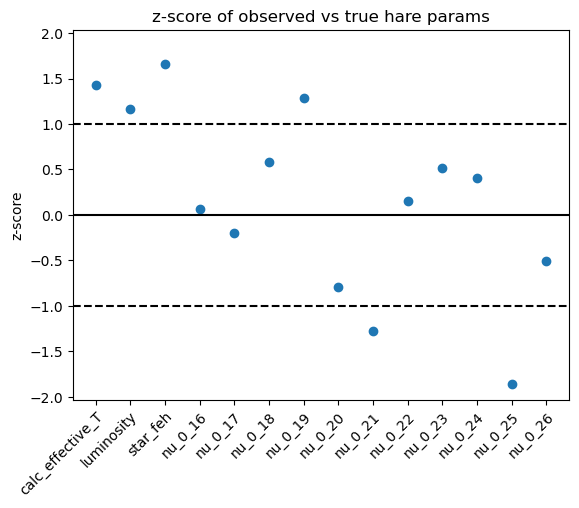 z-score of observed vs true hare params
z-score
2.0
1.5
1.0
0.5
0.0
−0.5
−1.0
−1.5
−2.0
calc_effective_T
luminosity
star_feh
nu_0_16
nu_0_17
nu_0_18
nu_0_19
nu_0_20
nu_0_21
nu_0_22
nu_0_23
nu_0_24
nu_0_25
nu_0_26